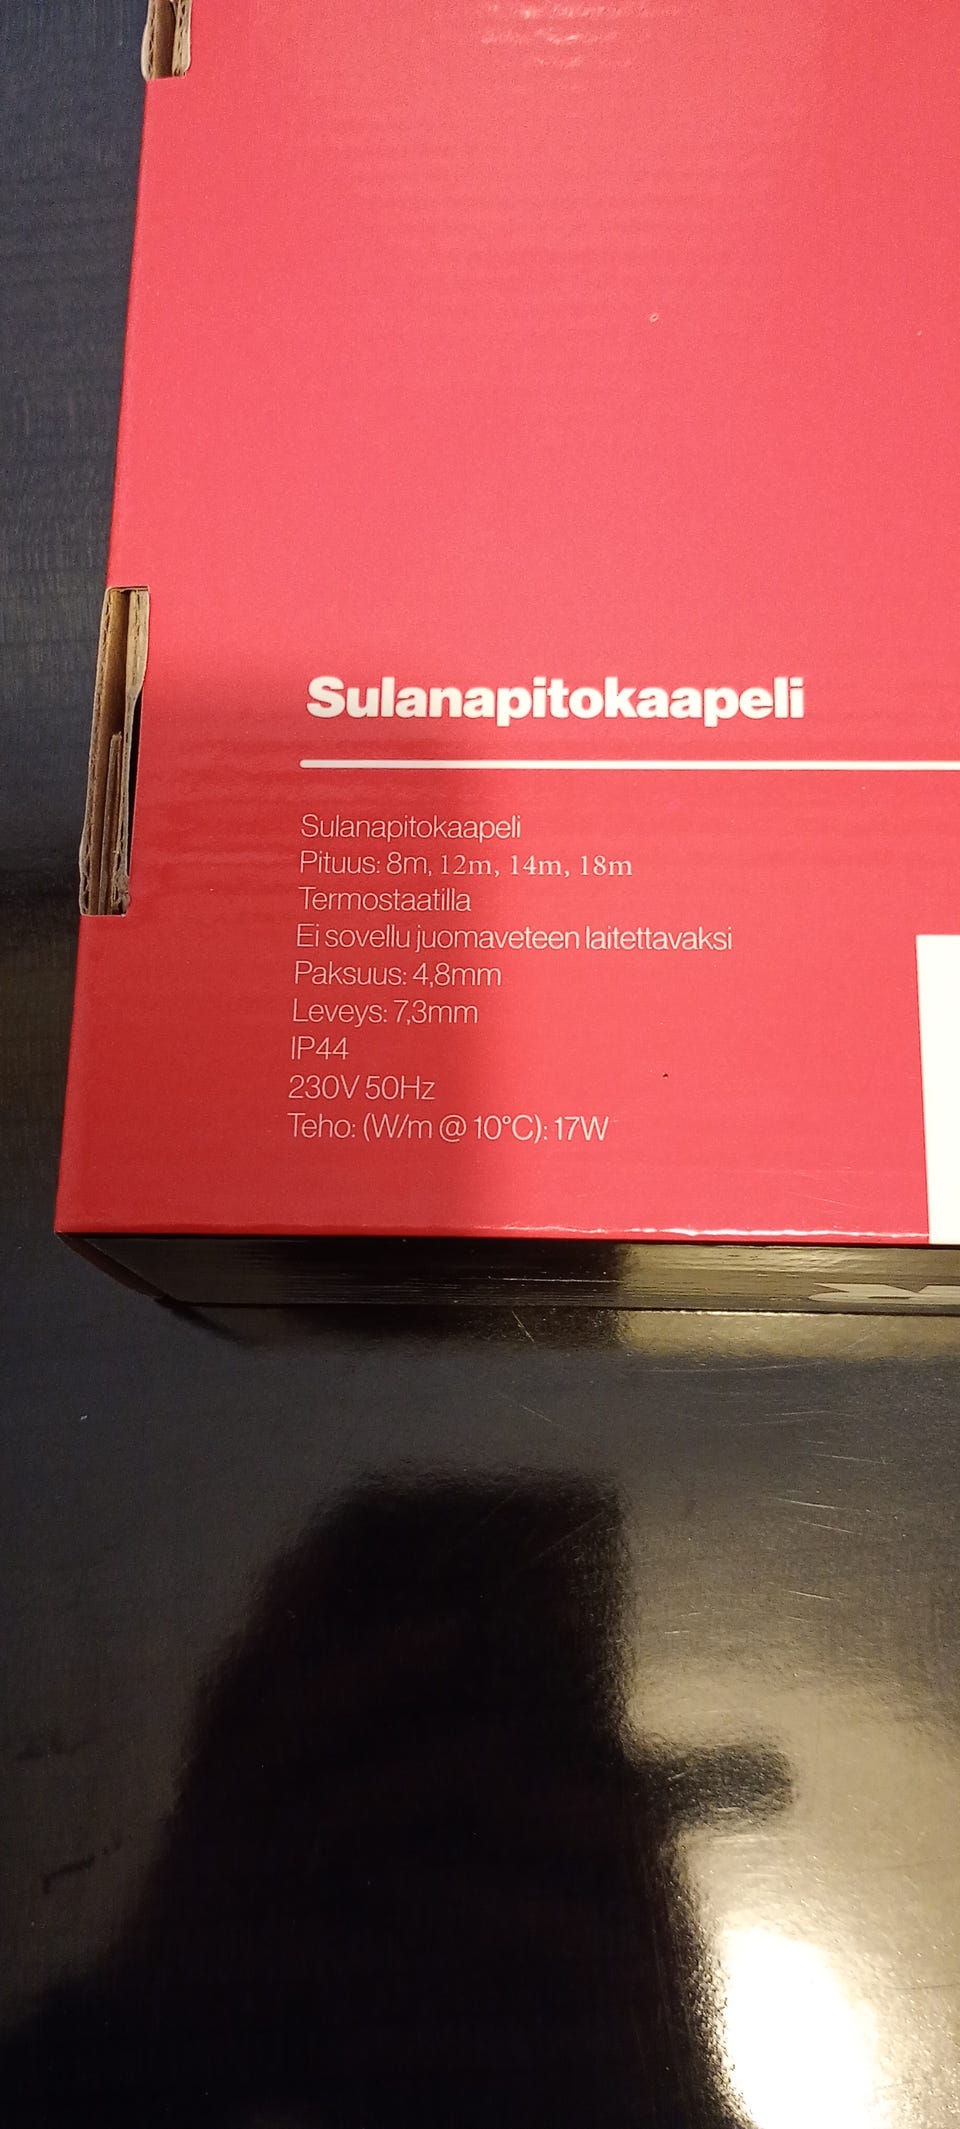 Sulanapitokaapeli
Sulanapitokaapeli
Pituus: 8m, 12m, 14m, 18m
Termostaatilla
Ei sovellu juomaveteen laitettavaksi
Paksuus: 4,8mm
Leveys: 7,3mm
IP44
230V 50Hz
Teho: (W/m @ 10°C): 17W